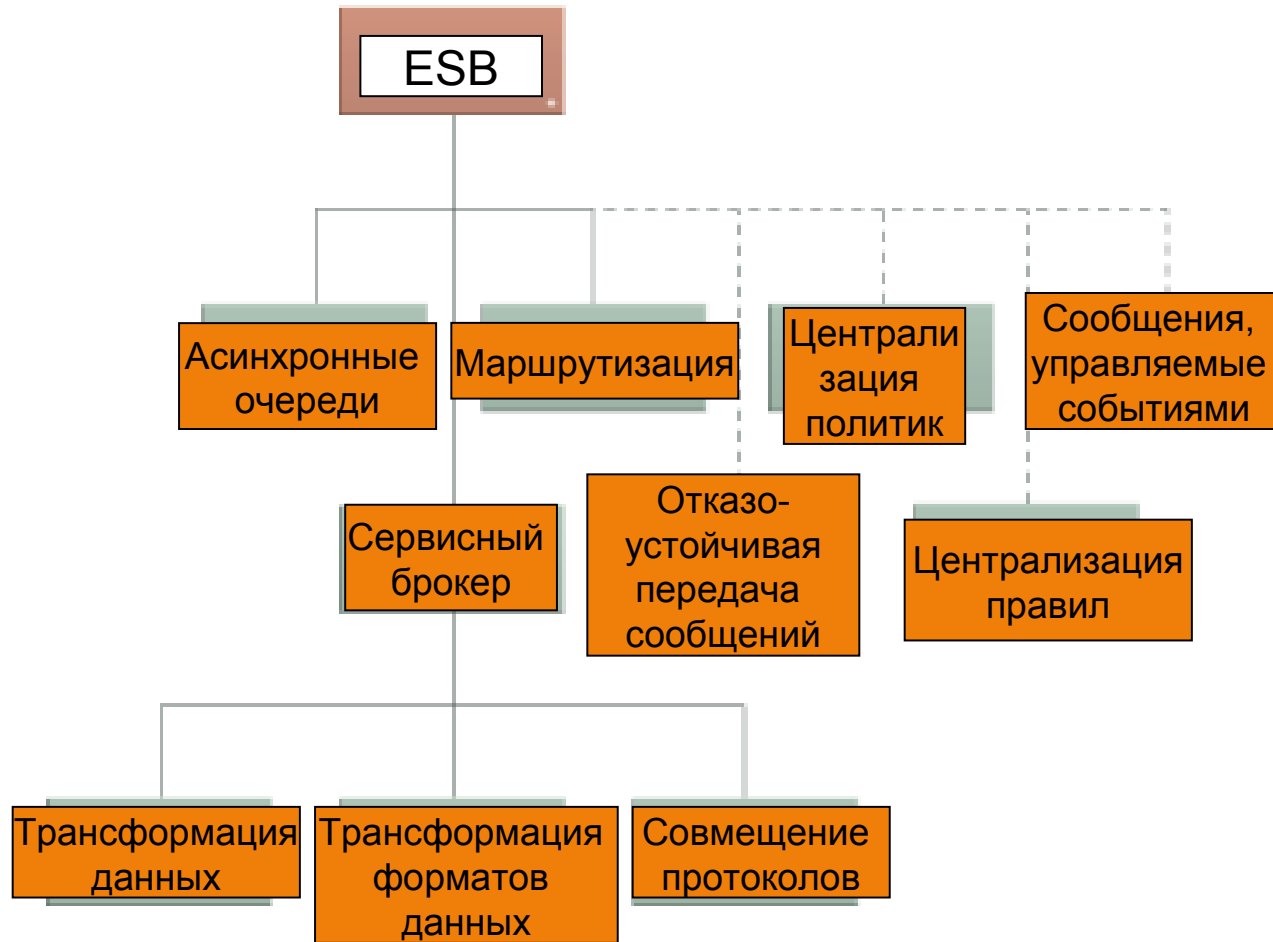 ESB
Асинхронные
очереди
Маршрутизация
Централи
зация
политик
Сообщения,
управляемые
событиями
Сервисный
брокер
Отказо-
устойчивая
передача
сообщений
Централизация
правил
Трансформация
данных
Трансформация
форматов
данных
Совмещение
протоколов